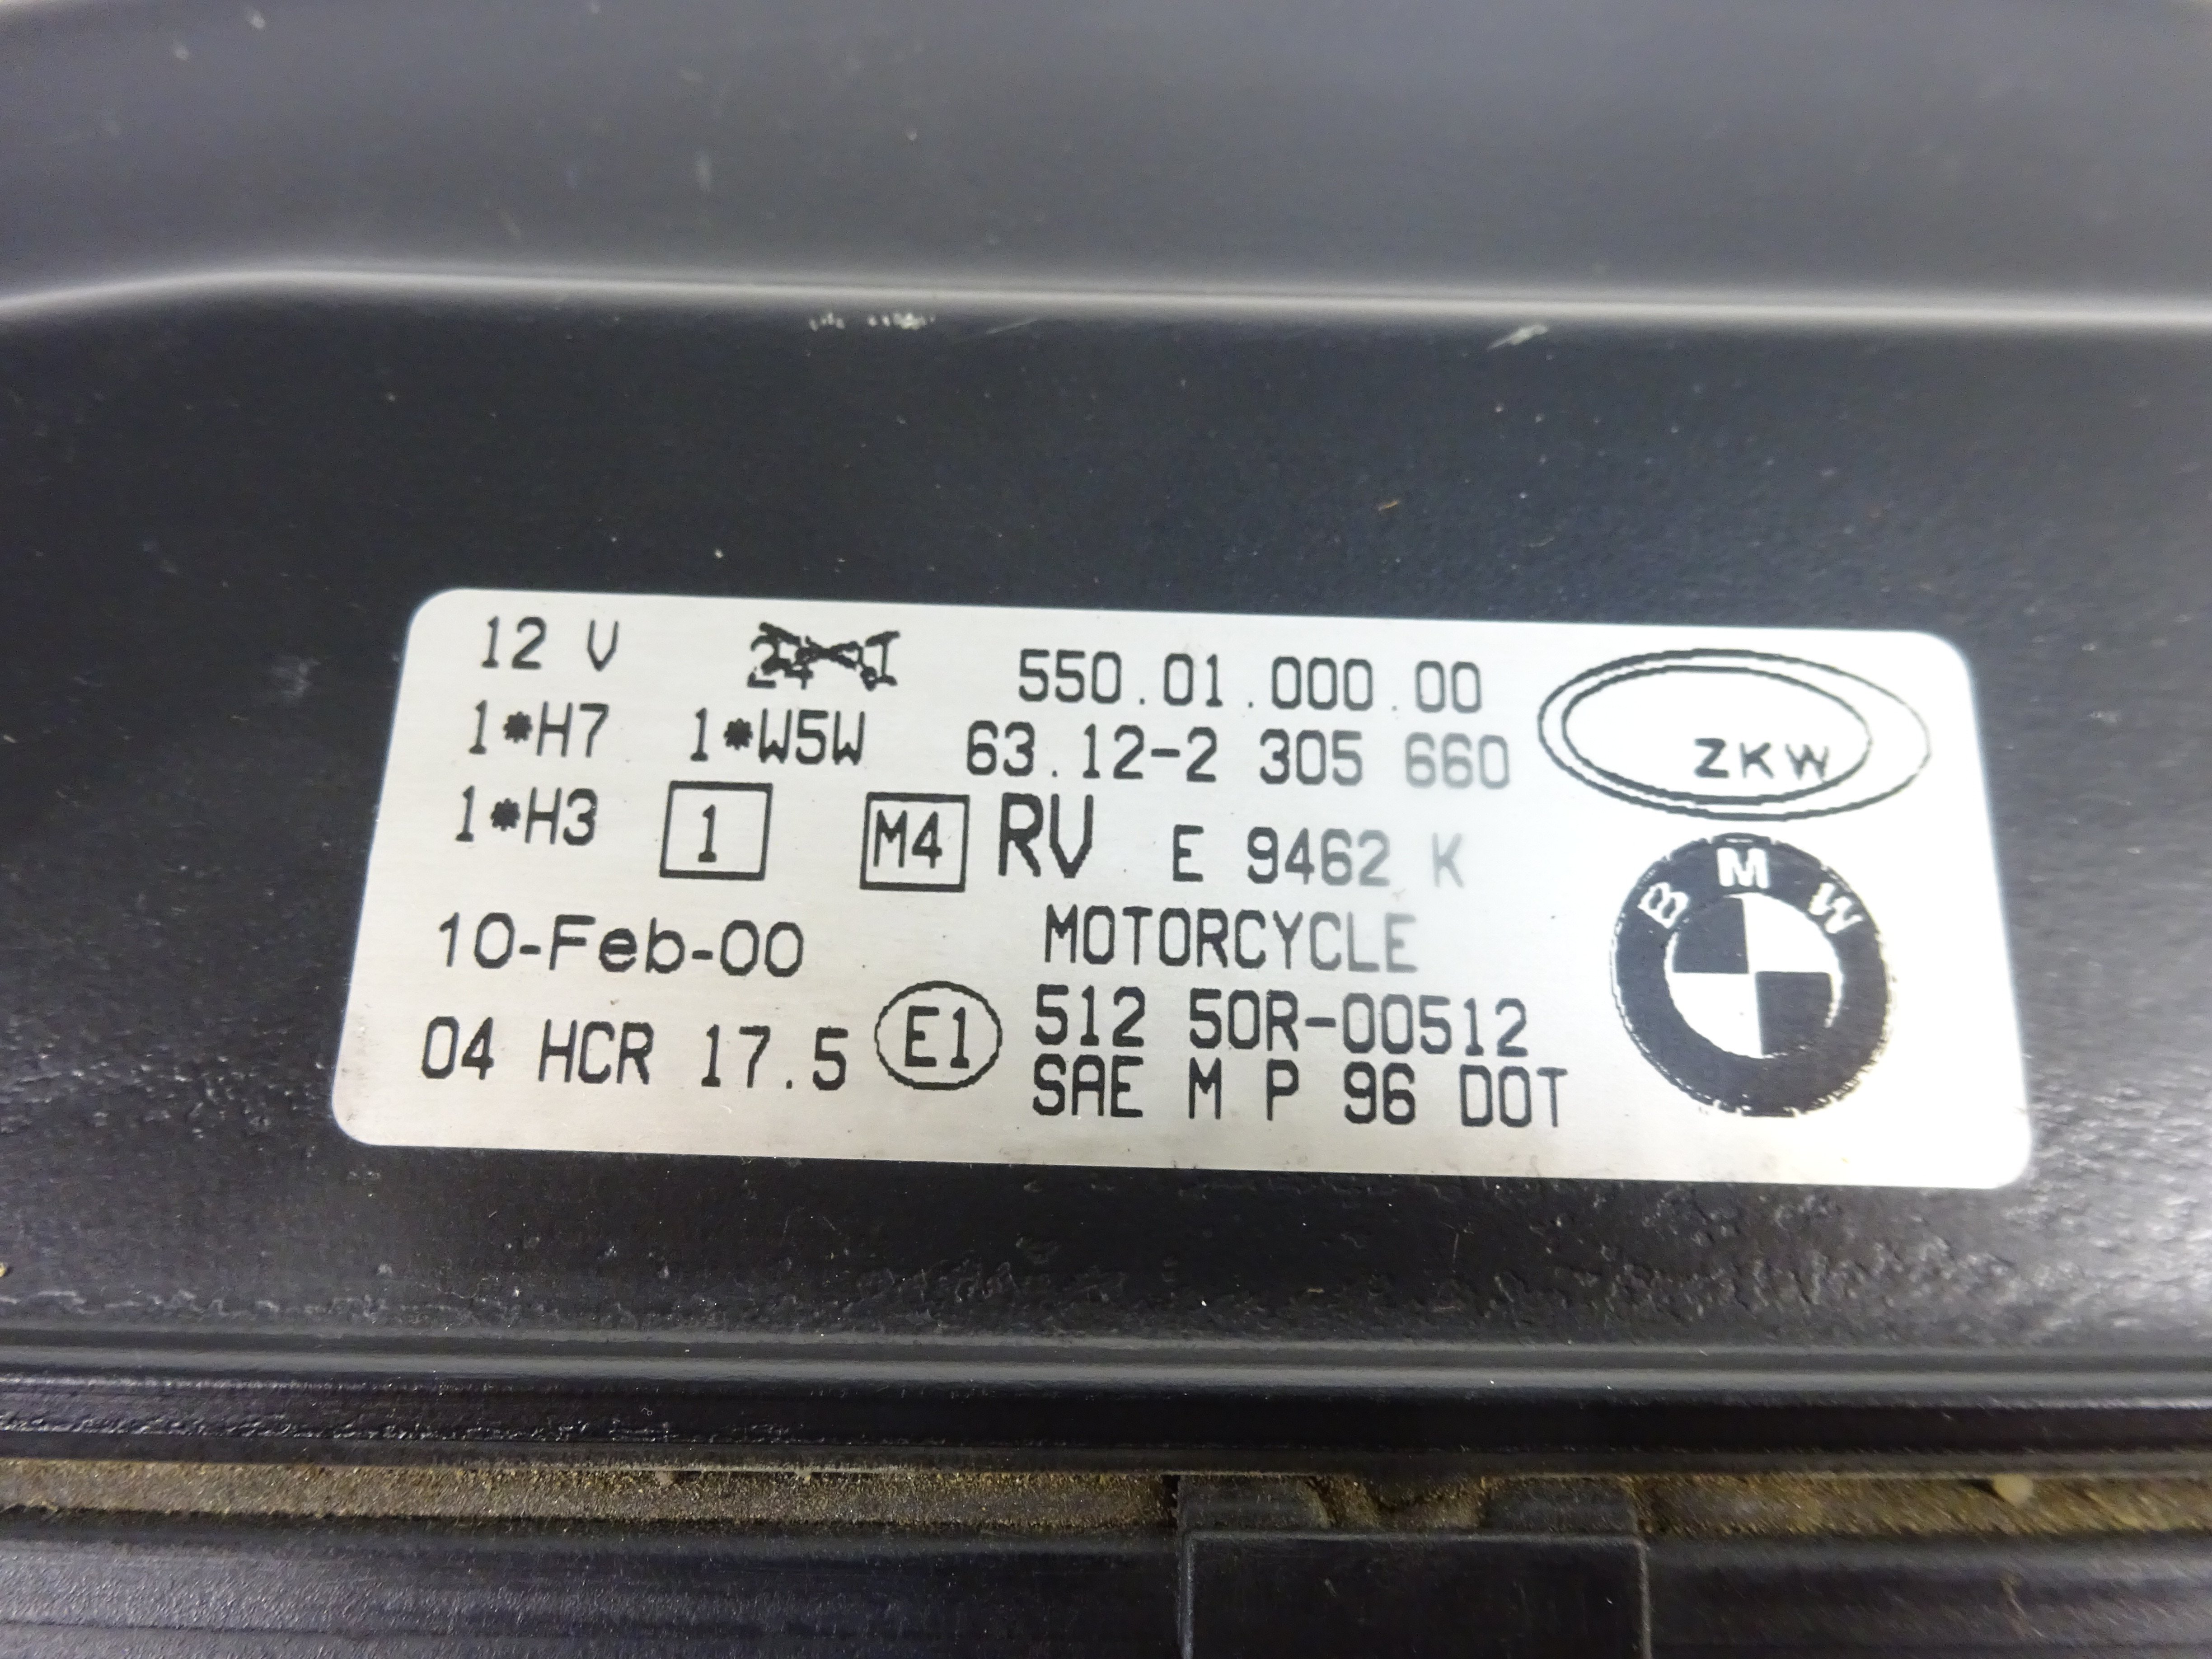 12 V 550.01.000.00
1*H7 1*W5W 63.12-2 305 660
ZKW
1*H3 1 M4 RV E 9462 K
BMW
10-Feb-00 MOTORCYCLE
04 HCR 17.5 E1 512 50R-00512
SAE M P 96 DOT